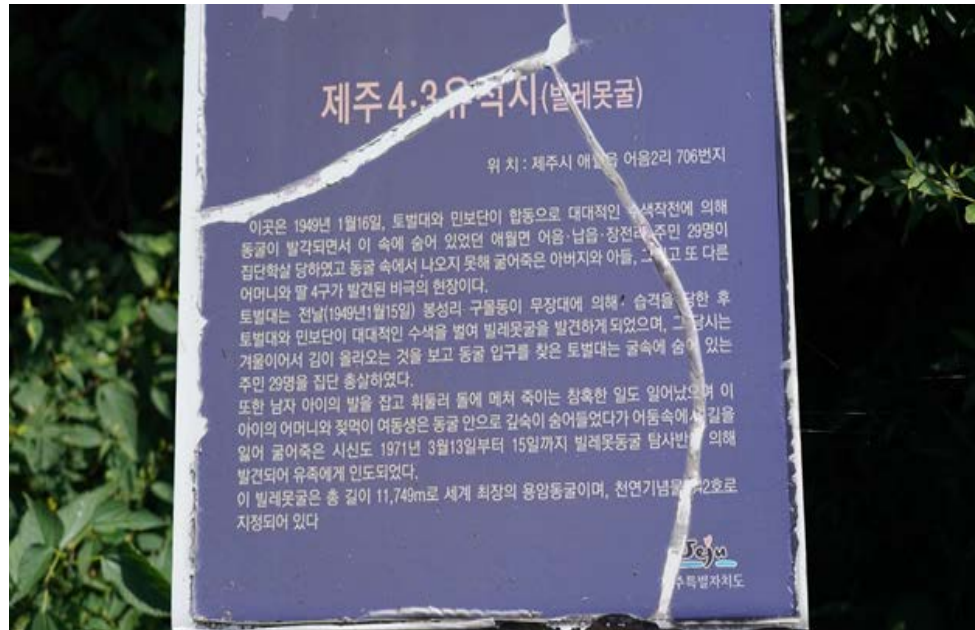 제주4·3유적지(빌레못굴)
위 치 : 제주시 애월읍 어음2리 706번지
이곳은 1949년 1월16일, 토벌대와 민보단이 합동으로 대대적인 수색작전에 의해
동굴이 발각되면서 이 속에 숨어 있었던 애월면 어음·납읍·장전리 주민 29명이
집단학살 당하였고 동굴 속에서 나오지 못해 굶어죽은 아버지와 아들, 그리고 또 다른
어머니와 딸 4구가 발견된 비극의 현장이다.
토벌대는 전날(1949년1월15일) 봉성리 구몰동이 무장대에 의해 습격을 당한 후
토벌대와 민보단이 대대적인 수색을 벌여 빌레못굴을 발견하게 되었으며, 그 당시는
겨울이어서 김이 올라오는 것을 보고 동굴 입구를 찾은 토벌대는 굴속에 숨어 있는
주민 29명을 집단 총살하였다.
또한 남자 아이의 발을 잡고 휘둘러 돌에 메쳐 죽이는 참혹한 일도 일어났으며 이
아이의 어머니와 젖먹이 여동생은 동굴 안으로 깊숙이 숨어들었다가 어둠속에서 길을
잃어 굶어죽은 시신도 1971년 3월13일부터 15일까지 빌레못동굴 탐사반에 의해
발견되어 유족에게 인도되었다.
이 빌레못굴은 총 길이 11,749m로 세계 최장의 용암동굴이며, 천연기념물 42호로
지정되어 있다
Jeju
주특별자치도